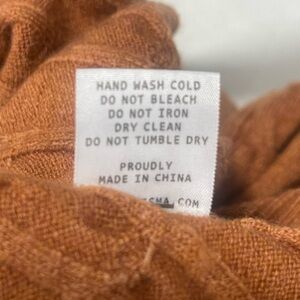 HAND WASH COLD
DO NOT BLEACH
DO NOT IRON
DRY CLEAN
DO NOT TUMBLE DRY
PROUDLY
MADE IN CHINA
.COM